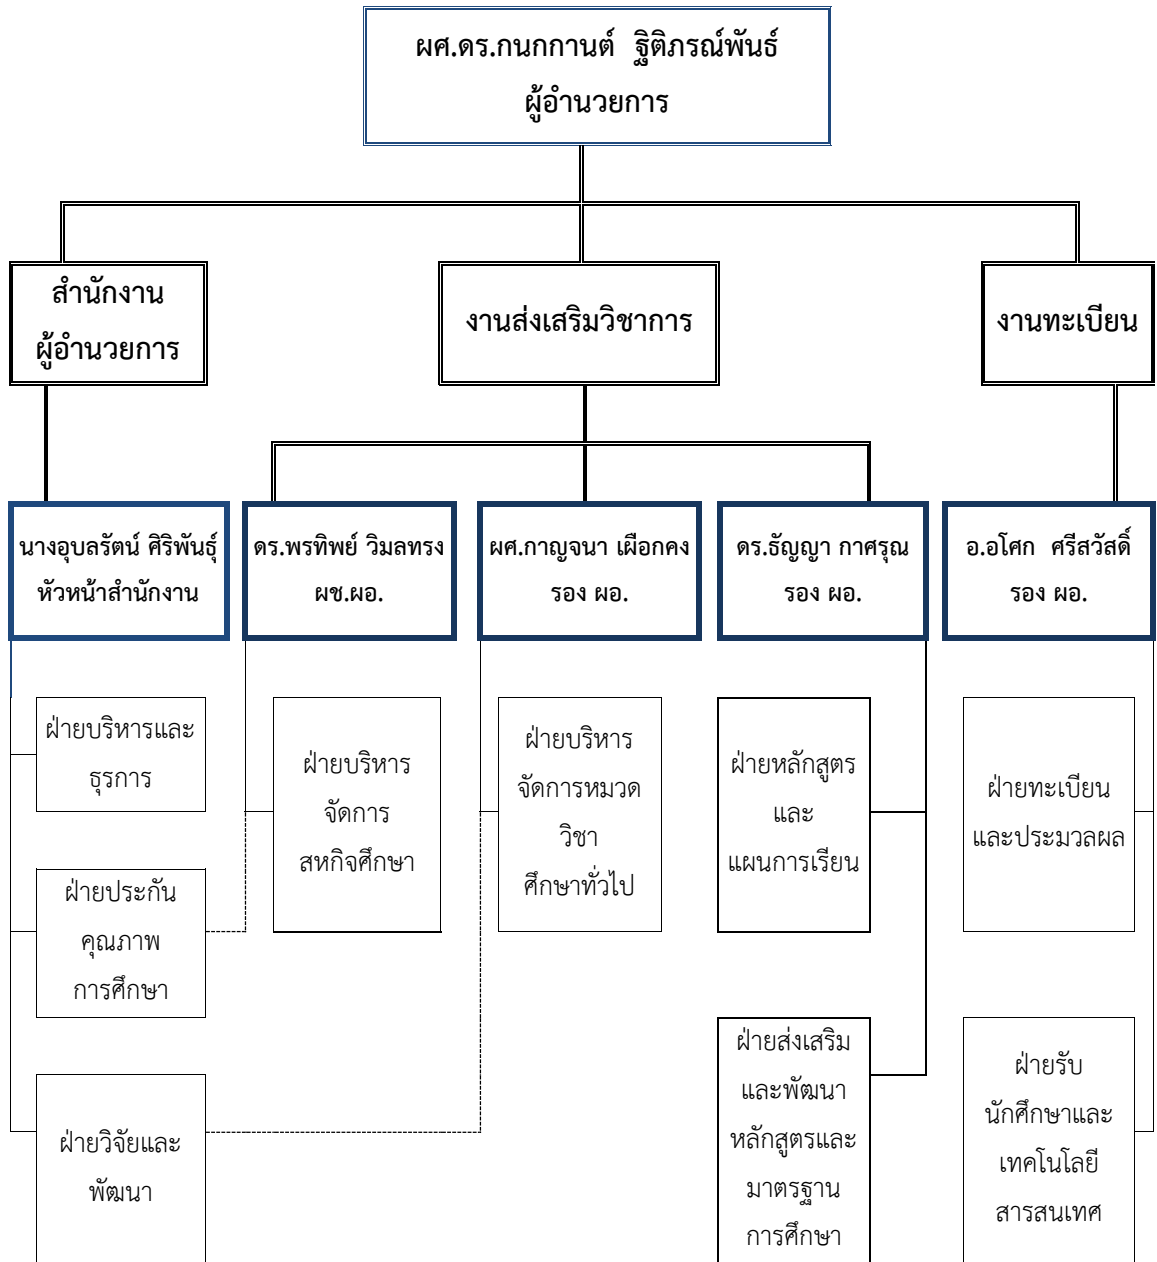 ผศ.ดร.กนกกานต์ ฐิติภรณ์พันธ์
ผู้อำนวยการ
สำนักงาน
ผู้อำนวยการ
งานส่งเสริมวิชาการ
งานทะเบียน
นางอุบลรัตน์ ศิริพันธุ์
หัวหน้าสำนักงาน
ดร.พรทิพย์ วิมลทรง
ผช.ผอ.
ผศ.กาญจนา เผือกคง
รอง ผอ.
ดร.ธัญญา กาศรุณ
รอง ผอ.
อ.อโศก ศรีสวัสดิ์
รอง ผอ.
ฝ่ายบริหารและ
ธุรการ
ฝ่ายประกัน
คุณภาพ
การศึกษา
ฝ่ายวิจัยและ
พัฒนา
ฝ่ายบริหาร
จัดการ
สหกิจศึกษา
ฝ่ายบริหาร
จัดการหมวด
วิชา
ศึกษาทั่วไป
ฝ่ายหลักสูตร
และ
แผนการเรียน
ฝ่ายส่งเสริม
และพัฒนา
หลักสูตรและ
มาตรฐาน
การศึกษา
ฝ่ายทะเบียน
และประมวลผล
ฝ่ายรับ
นักศึกษาและ
เทคโนโลยี
สารสนเทศ